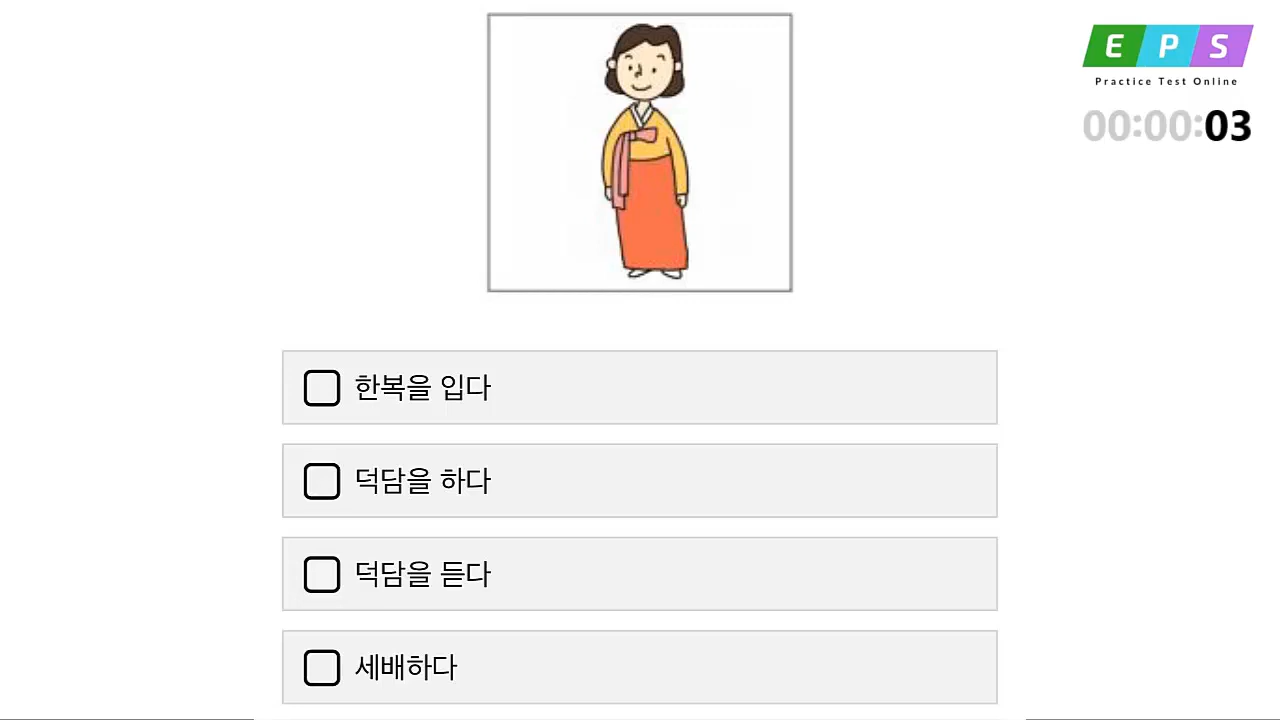 EPS
Practice Test Online
00:00:03
한복을 입다
덕담을 하다
덕담을 듣다
세배하다